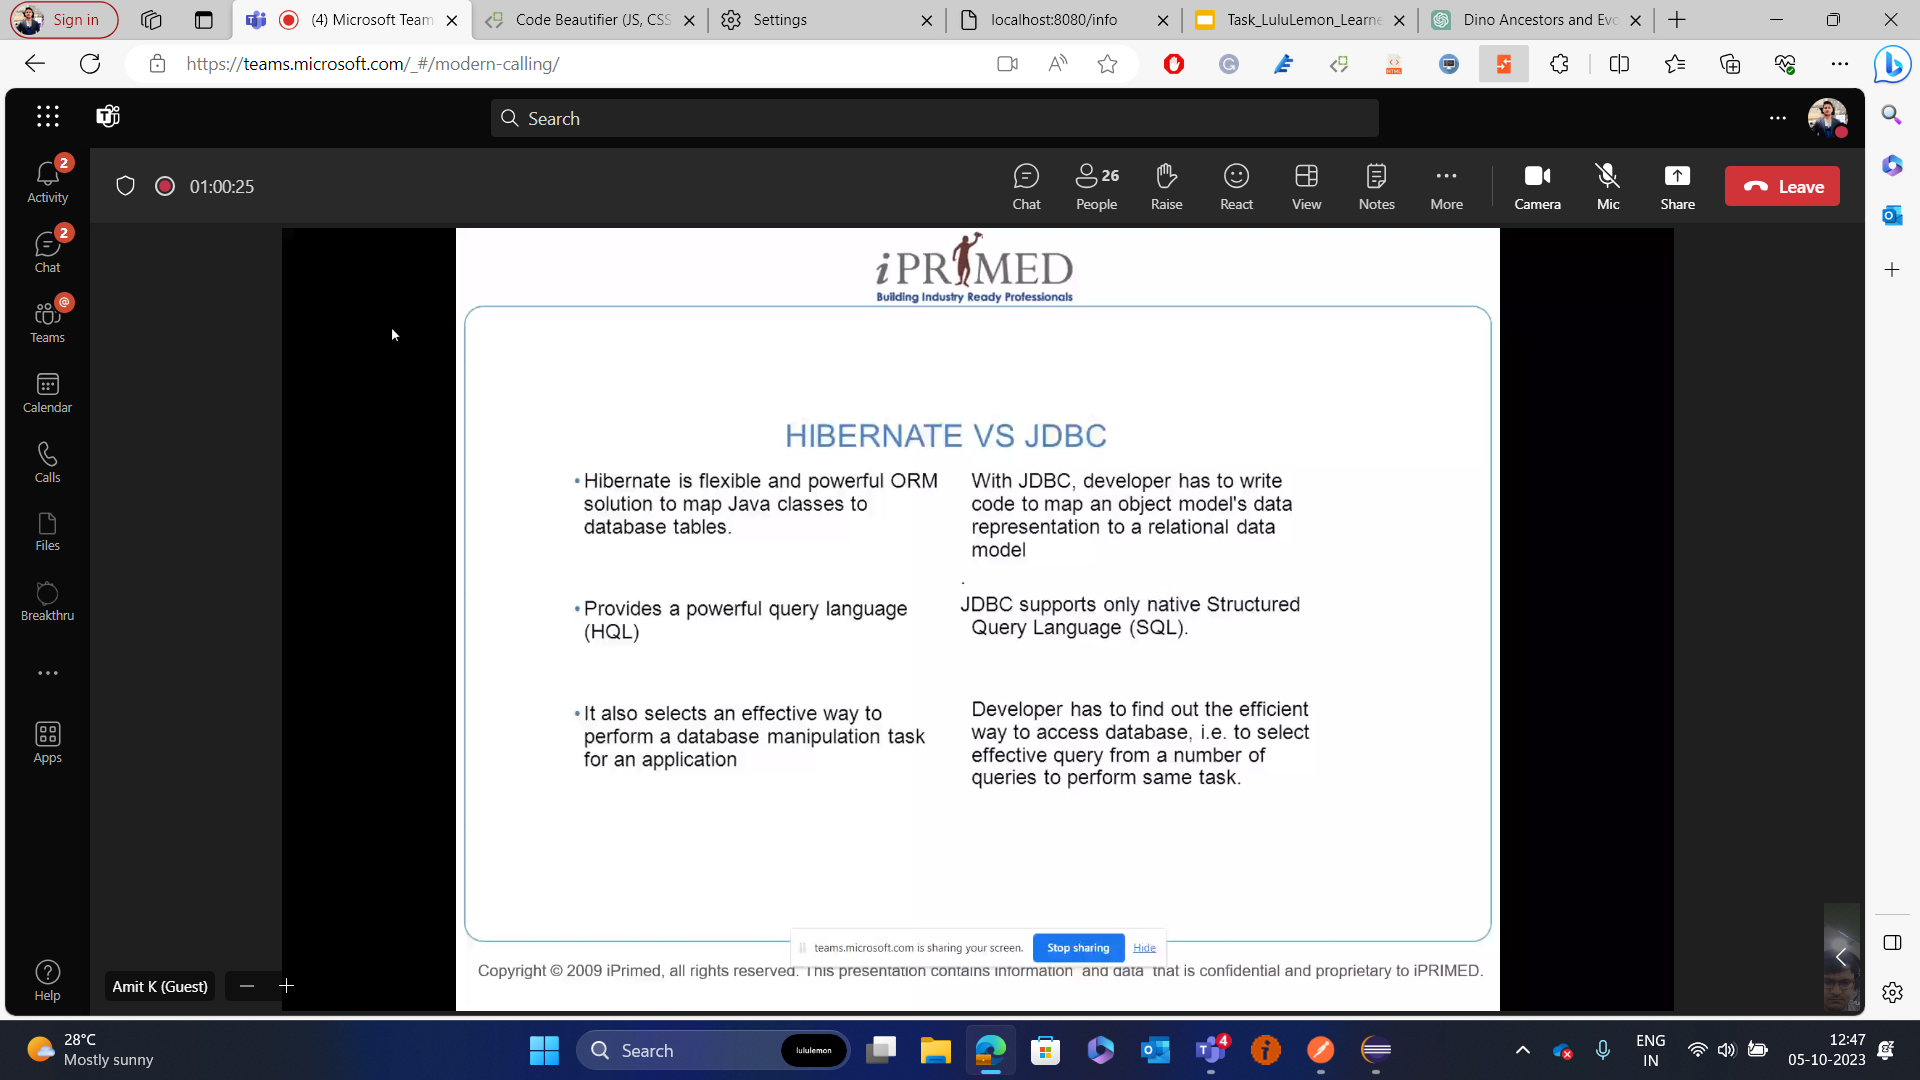 Sign in
(4) Microsoft Team
Code Beautifier (JS, CSS
Settings
localhost:8080/info
Task_LuluLemon_Learne
Dino Ancestors and Evo
https://teams.microsoft.com/_#/modern-calling/
Search
Activity
2
Chat
2
Teams
@
Calendar
Calls
Files
Breakthru
Apps
Help
01:00:25
Chat
26
People
Raise
React
View
Notes
More
Camera
Mic
Share
Leave
iPRIMED
Building Industry Ready Professionals
HIBERNATE VS JDBC
• Hibernate is flexible and powerful ORM
solution to map Java classes to
database tables.
With JDBC, developer has to write
code to map an object model's data
representation to a relational data
model
.
• Provides a powerful query language
(HQL)
JDBC supports only native Structured
Query Language (SQL).
• It also selects an effective way to
perform a database manipulation task
for an application
Developer has to find out the efficient
way to access database, i.e. to select
effective query from a number of
queries to perform same task.
teams.microsoft.com is sharing your screen.
Stop sharing
Hide
Copyright © 2009 iPrimed, all rights reserved. This presentation contains information and data that is confidential and proprietary to iPRIMED.
Amit K (Guest)
28°C
Mostly sunny
Search
lululemon
4
ENG
IN
12:47
05-10-2023